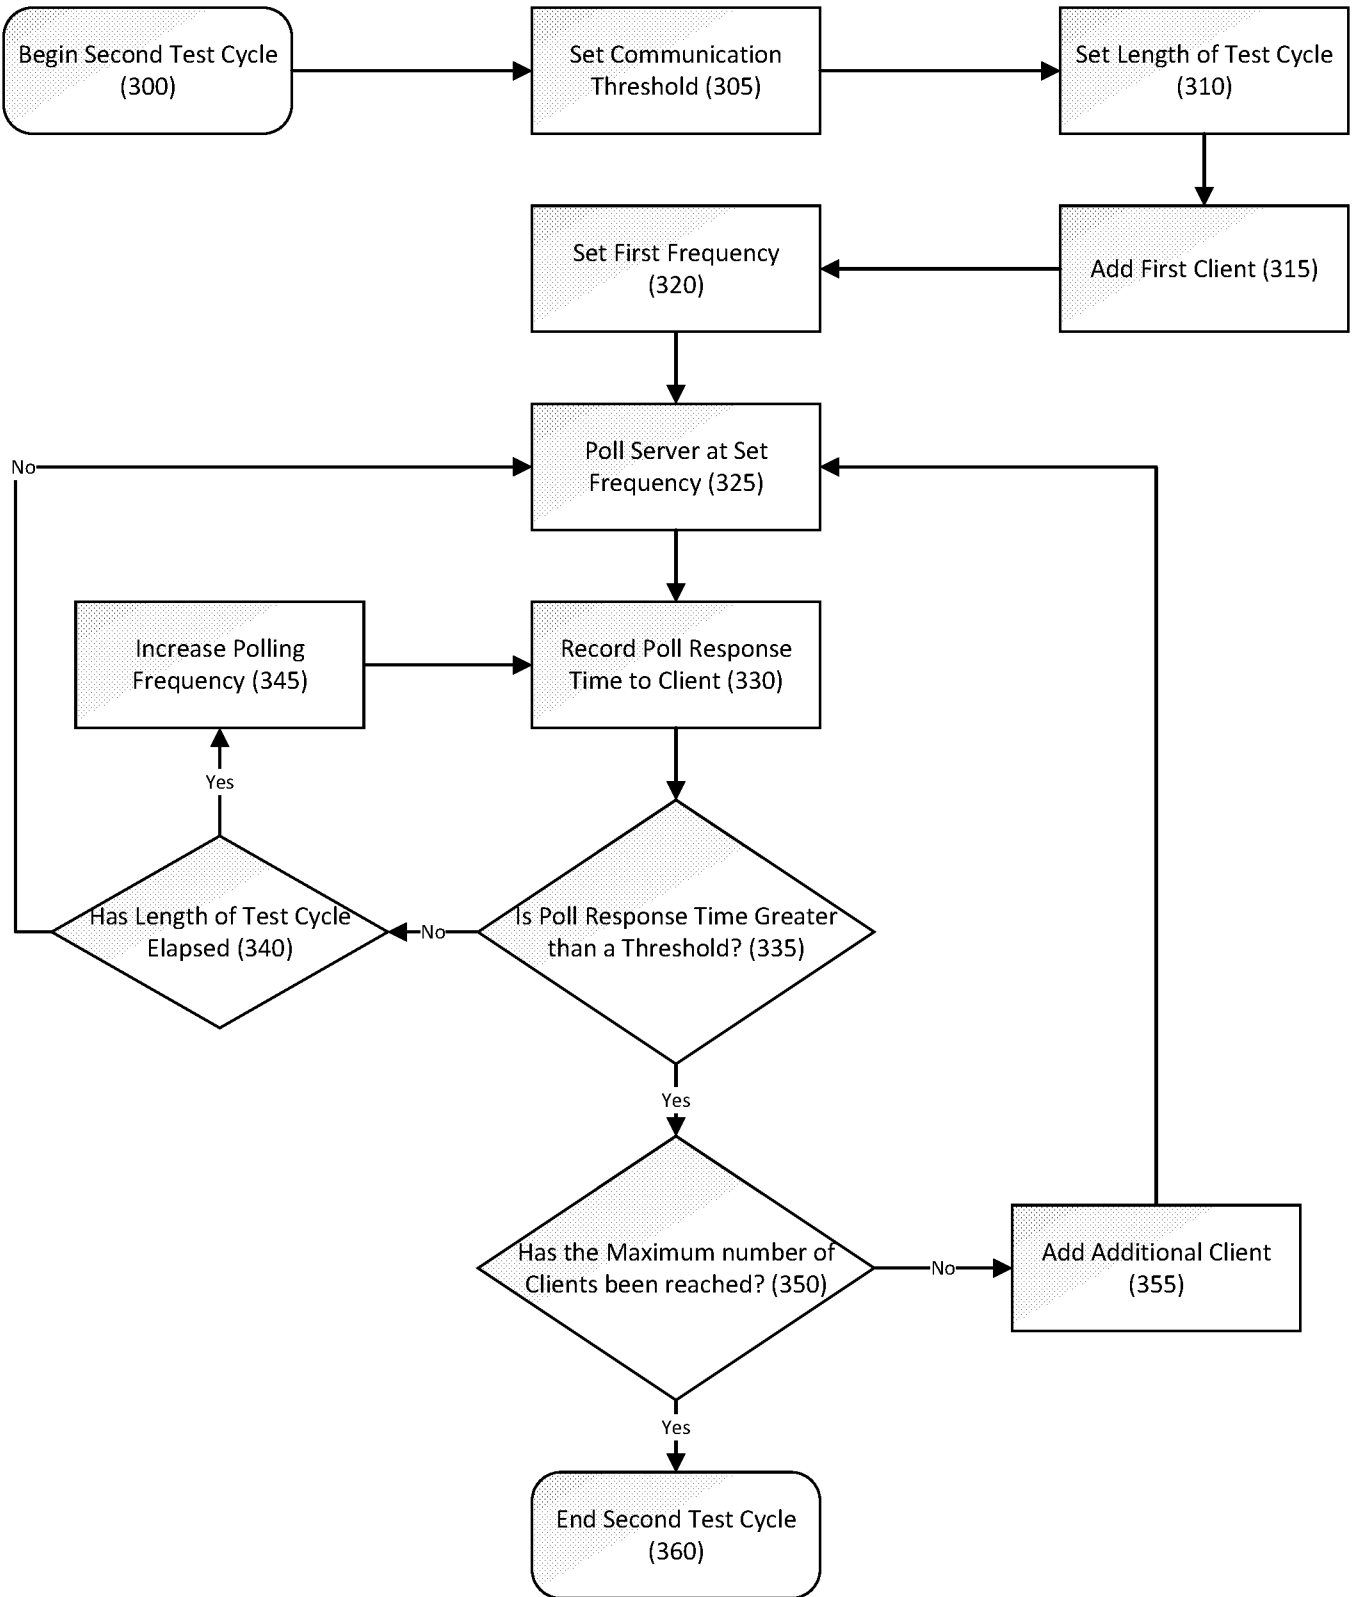 Begin Second Test Cycle
(300)
Set Communication
Threshold (305)
Set Length of Test Cycle
(310)
Set First Frequency
(320)
Add First Client (315)
No
Poll Server at Set
Frequency (325)
Increase Polling
Frequency (345)
Record Poll Response
Time to Client (330)
Yes
Has Length of Test Cycle
Elapsed (340)
No
Is Poll Response Time Greater
than a Threshold? (335)
Yes
Has the Maximum number of
Clients been reached? (350)
No
Add Additional Client
(355)
Yes
End Second Test Cycle
(360)